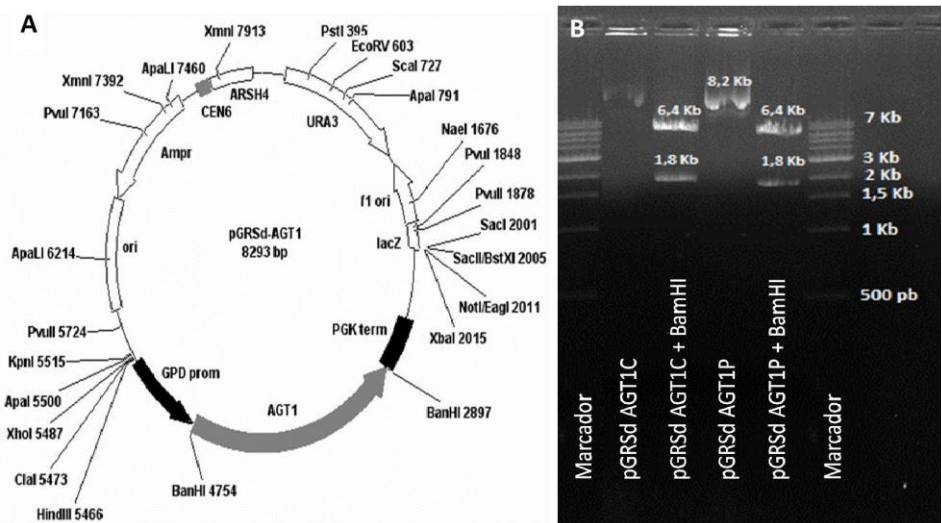 A
XmnI 7913
ApaLI 7460
XmnI 7392
PvuI 7163
CEN6
ARSH4
PstI 395
EcoRV 603
ScaI 727
ApaI 791
URA3
Ampr
NaeI 1676
PvuI 1848
PvuII 1878
SacI 2001
SacII/BstXI 2005
NotI/EagI 2011
XbaI 2015
f1 ori
lacZ
pGRSd-AGT1
8293 bp
ori
ApaLI 6214
PvuII 5724
KpnI 5515
ApaI 5500
XhoI 5487
ClaI 5473
HindIII 5466
GPD prom
PGK term
AGT1
BanHI 2897
BanHI 4754
B
8,2 Kb
6,4 Kb
6,4 Kb
1,8 Kb
1,8 Kb
7 Kb
3 Kb
2 Kb
1,5 Kb
1 Kb
500 pb
Marcador
pGRSd AGT1C
pGRSd AGT1C + BamHI
pGRSd AGT1P
pGRSd AGT1P + BamHI
Marcador